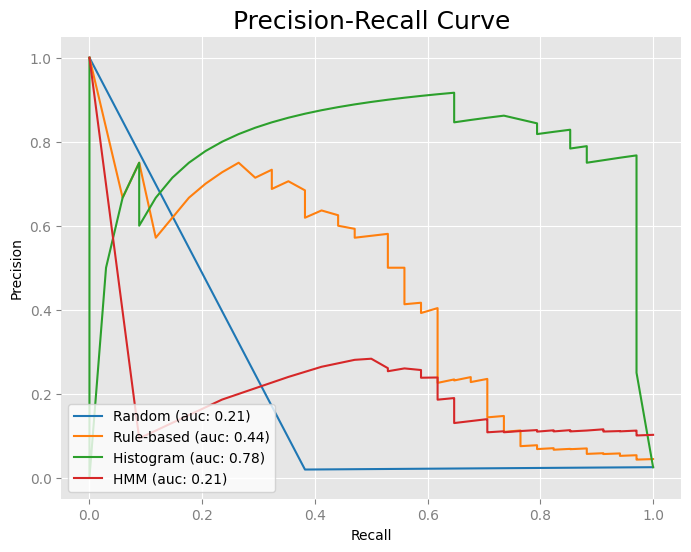 Precision-Recall Curve
Precision
1.0
0.8
0.6
0.4
0.2
0.0
Random (auc: 0.21)
Rule-based (auc: 0.44)
Histogram (auc: 0.78)
HMM (auc: 0.21)
0.0 0.2 0.4 0.6 0.8 1.0
Recall